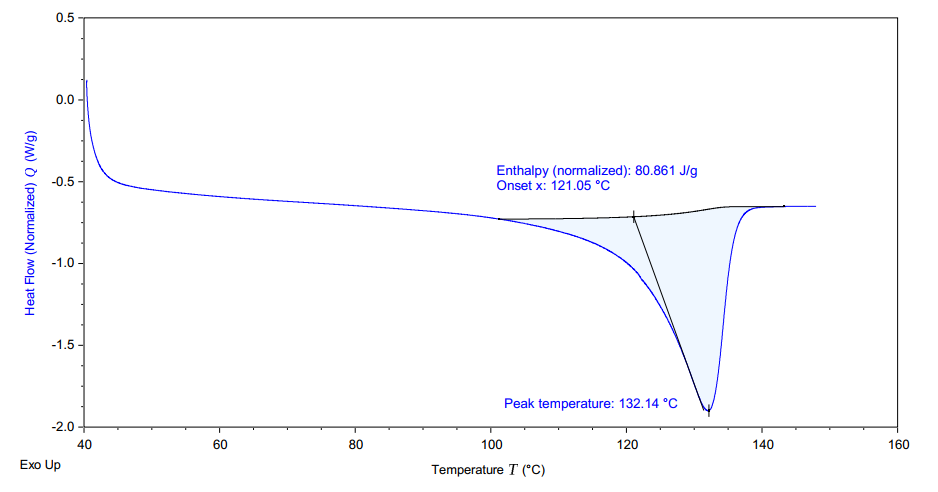 0.5
0.0
-0.5
-1.0
-1.5
-2.0
Heat Flow (Normalized) Q (W/g)
Enthalpy (normalized): 80.861 J/g
Onset x: 121.05 °C
Peak temperature: 132.14 °C
40 60 80 100 120 140 160
Exo Up
Temperature T (°C)